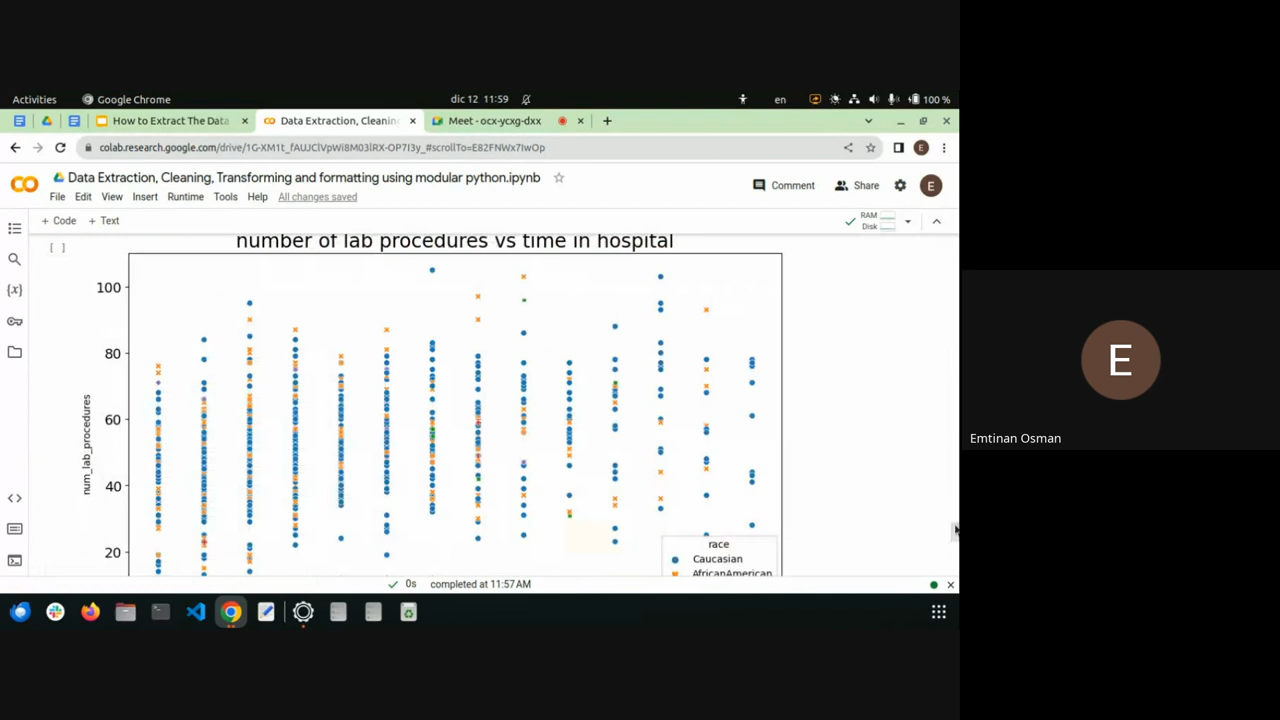 Activities
Google Chrome
dic 12 11:59
en
100 %
How to Extract The Data
Data Extraction, Cleanin
Meet - ocx-ycxg-dxx
colab.research.google.com/drive/1G-XM1t_fAUJClVpWi8M03lRX-OP7I3y_#scrollTo=E82FNWx7IwOp
E
Data Extraction, Cleaning, Transforming and formatting using modular python.ipynb
Comment
Share
E
File Edit View Insert Runtime Tools Help All changes saved
+ Code + Text
RAM
Disk
[ ]
number of lab procedures vs time in hospital
100
80
60
40
20
num_lab_procedures
{x}
race
Caucasian
AfricanAmerican
0s completed at 11:57 AM
E
Emtinan Osman